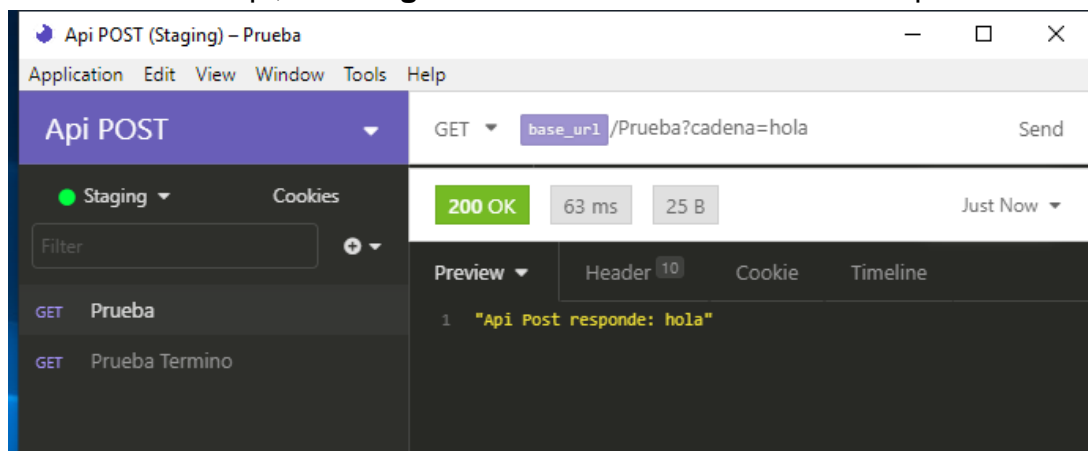 Api POST (Staging) – Prueba
Application Edit View Window Tools Help
Api POST
GET base_url /Prueba?cadena=hola Send
Staging Cookies
200 OK 63 ms 25 B Just Now
Filter
Preview Header 10 Cookie Timeline
GET Prueba
1 "Api Post responde: hola"
GET Prueba Termino